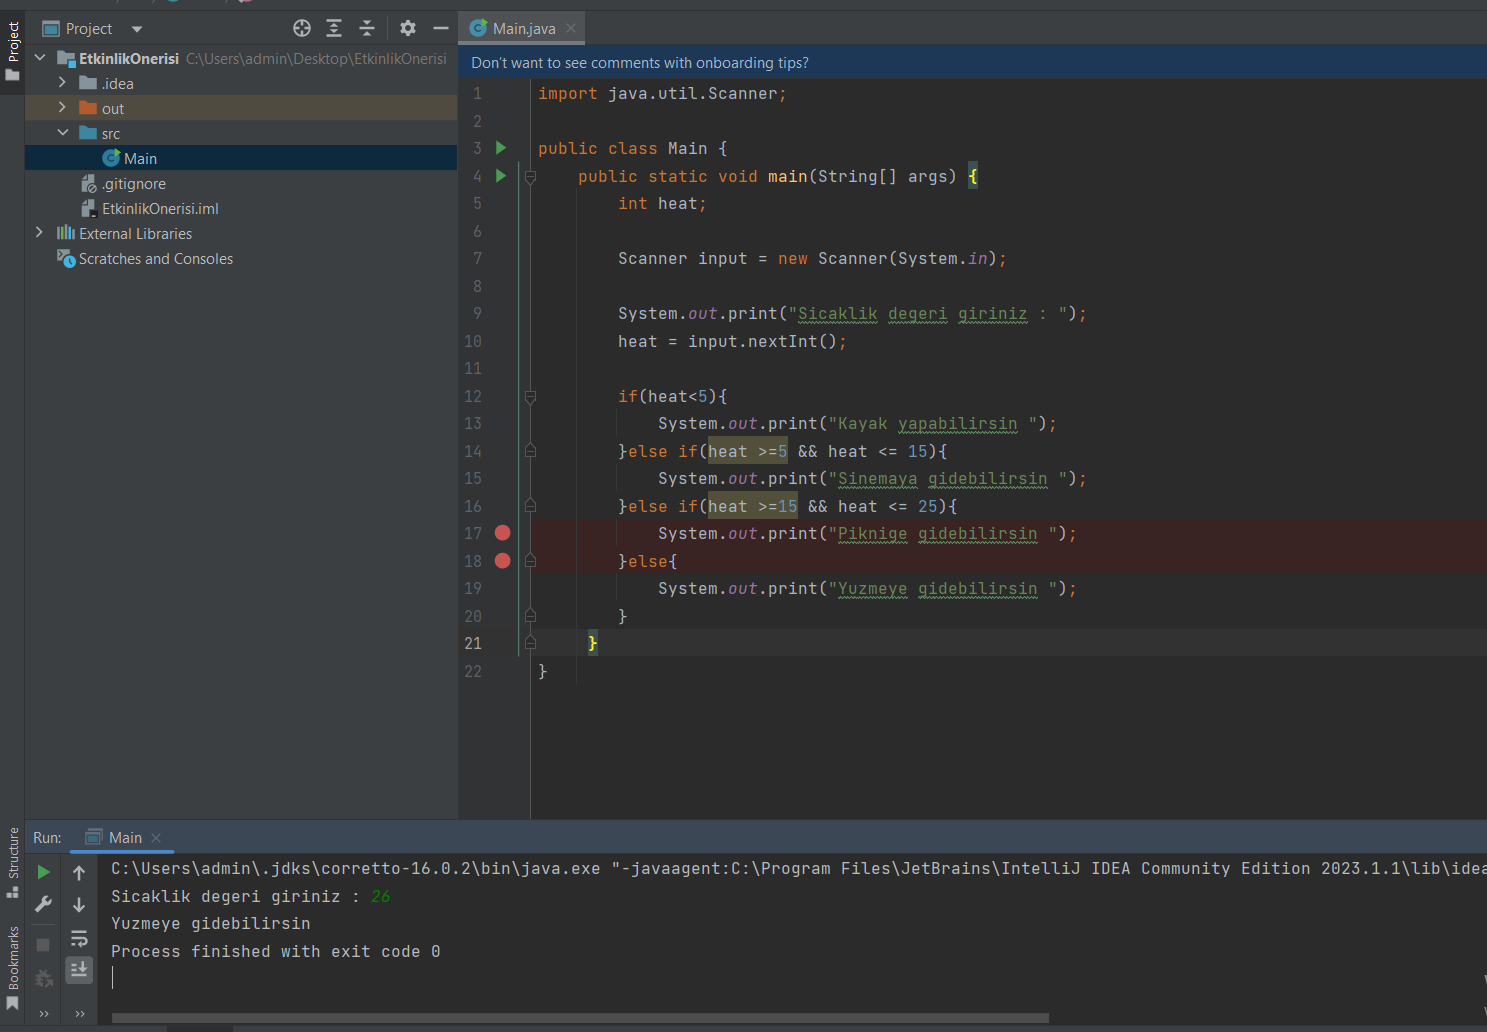 Project
Main.java
Project
EtkinlikOnerisi C:\Users\admin\Desktop\EtkinlikOnerisi
.idea
out
src
Main
.gitignore
EtkinlikOnerisi.iml
External Libraries
Scratches and Consoles
Don't want to see comments with onboarding tips?
1 import java.util.Scanner;
2
3 public class Main {
4 public static void main(String[] args) {
5 int heat;
6
7 Scanner input = new Scanner(System.in);
8
9 System.out.print("Sicaklik degeri giriniz : ");
10 heat = input.nextInt();
11
12 if(heat<5){
13 System.out.print("Kayak yapabilirsin ");
14 }else if(heat >=5 && heat <= 15){
15 System.out.print("Sinemaya gidebilirsin ");
16 }else if(heat >=15 && heat <= 25){
17 System.out.print("Piknige gidebilirsin ");
18 }else{
19 System.out.print("Yuzmeye gidebilirsin ");
20 }
21 }
22 }
Structure
Bookmarks
Run: Main
C:\Users\admin\.jdks\corretto-16.0.2\bin\java.exe "-javaagent:C:\Program Files\JetBrains\IntelliJ IDEA Community Edition 2023.1.1\lib\idea
Sicaklik degeri giriniz : 26
Yuzmeye gidebilirsin
Process finished with exit code 0